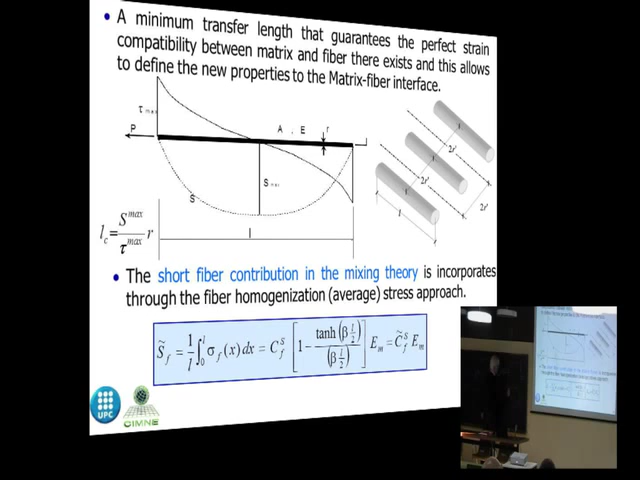 • A minimum transfer length that guarantees the perfect strain
compatibility between matrix and fiber there exists and this allows
to define the new properties to the Matrix-fiber interface.
τ max
P
A , E
r
S
S max
l
l_c = S^max / τ^max r
2r'
2r'
2r'
l
• The short fiber contribution in the mixing theory is incorporates
through the fiber homogenization (average) stress approach.
S̃_f = 1/l ∫_0^l σ_f(x)dx = C_f^S [1 − tanh(β l/2) / (β l/2)] E_m = C̃_f^S E_m
UPC
CIMNE